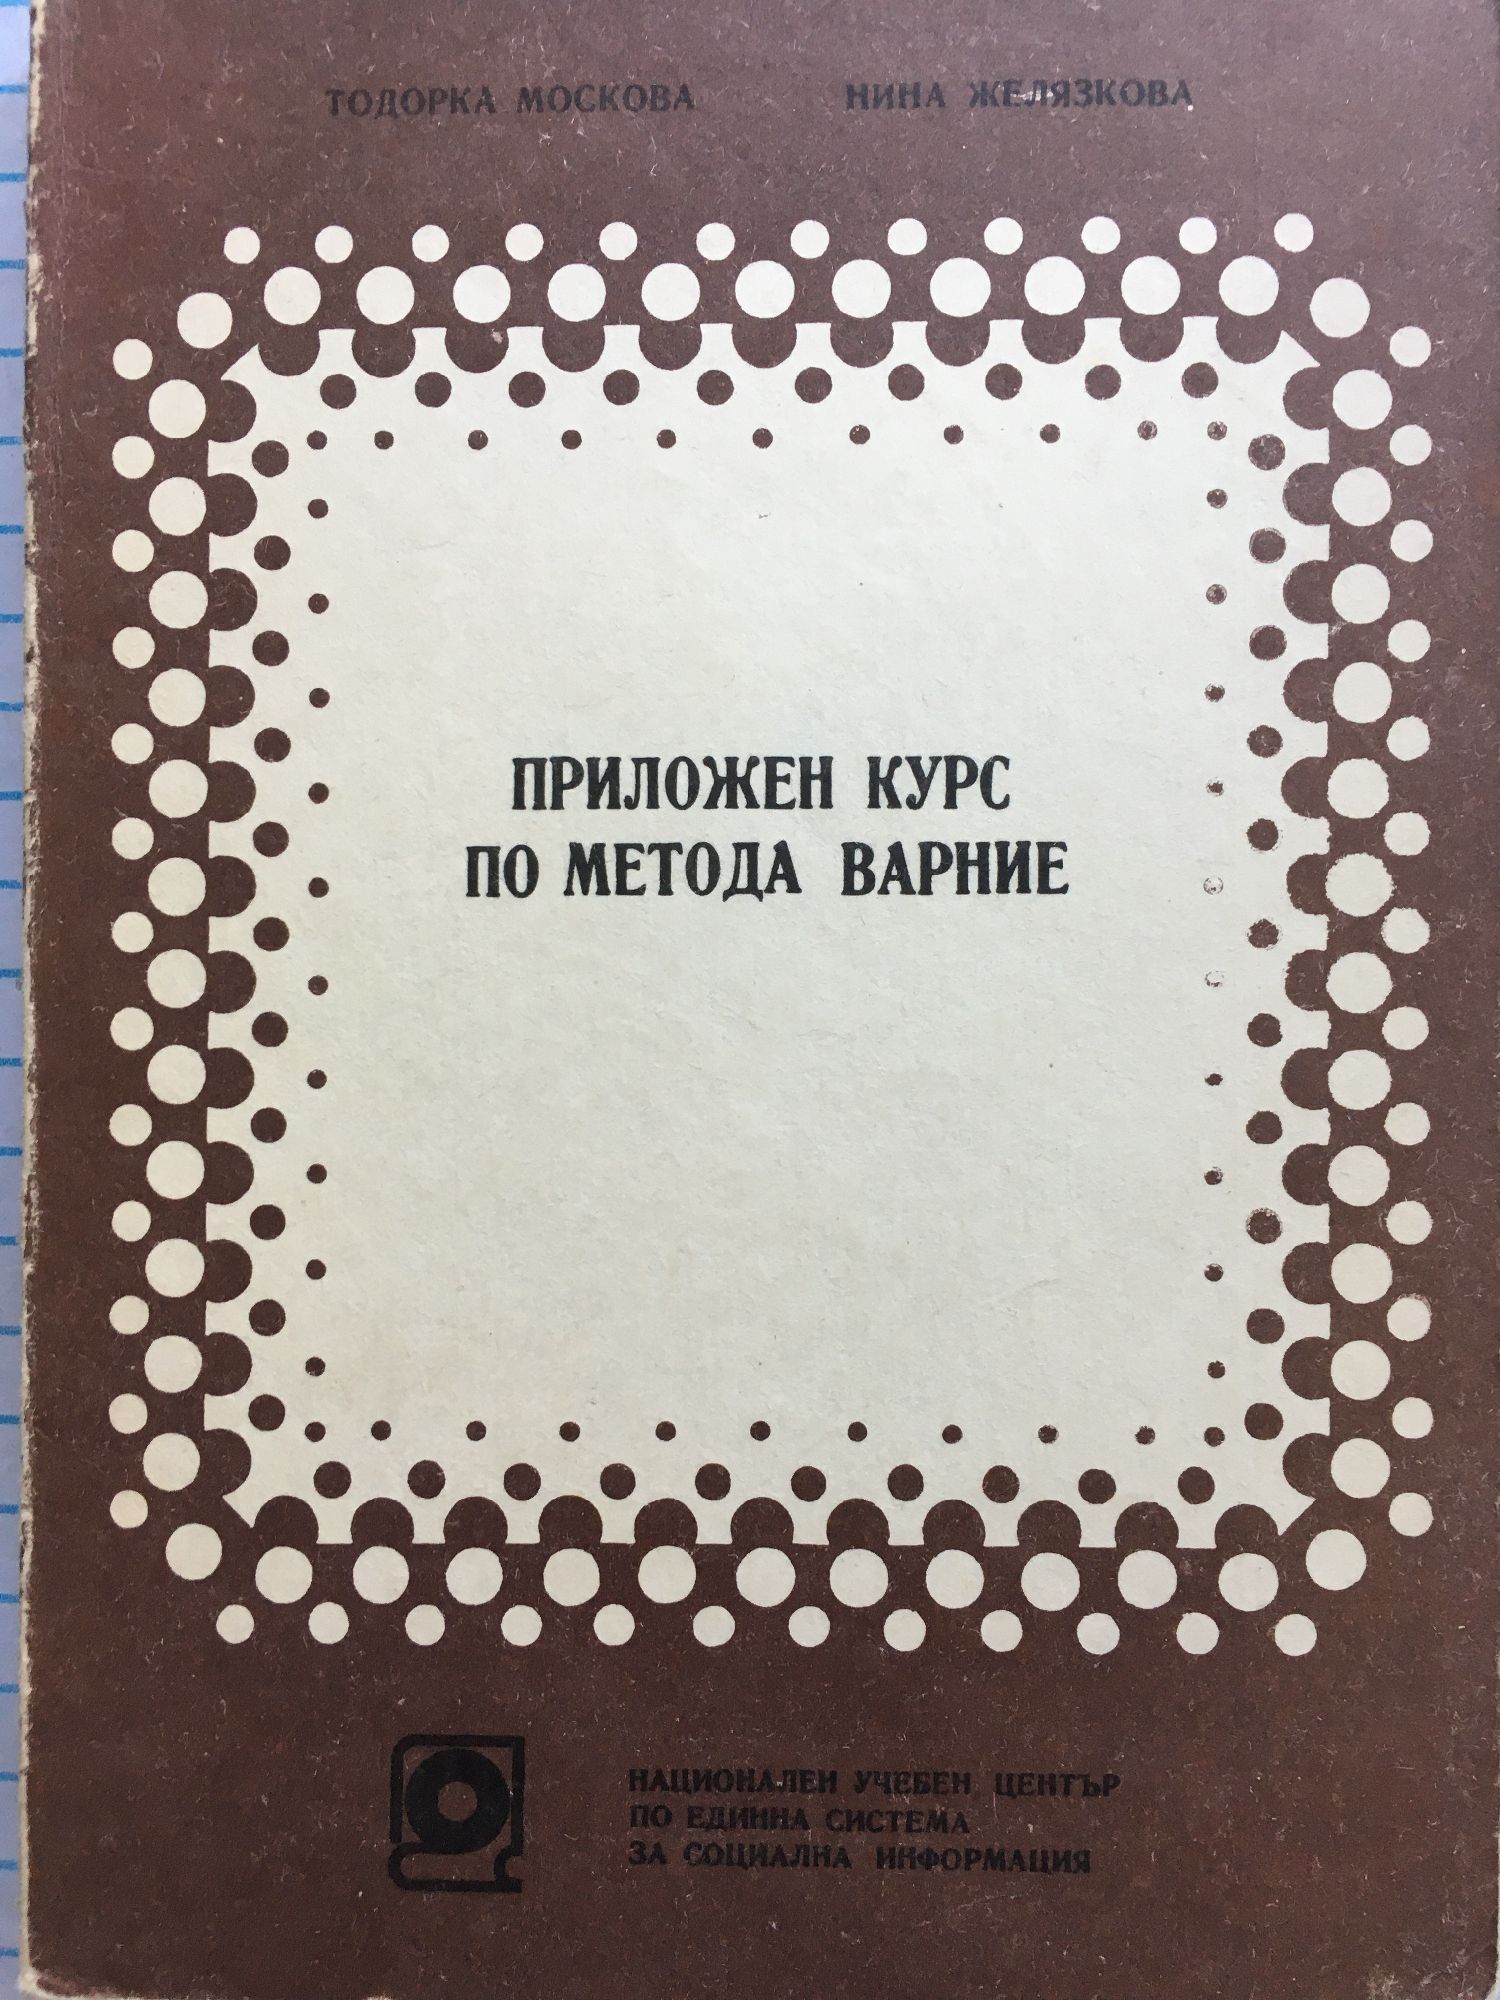 ТОДОРКА МОСКОВА НИНА ЖЕЛЯЗКОВА
ПРИЛОЖЕН КУРС
ПО МЕТОДА ВАРНИЕ
НАЦИОНАЛЕН УЧЕБЕН ЦЕНТЪР
ПО ЕДИННА СИСТЕМА
ЗА СОЦИАЛНА ИНФОРМАЦИЯ